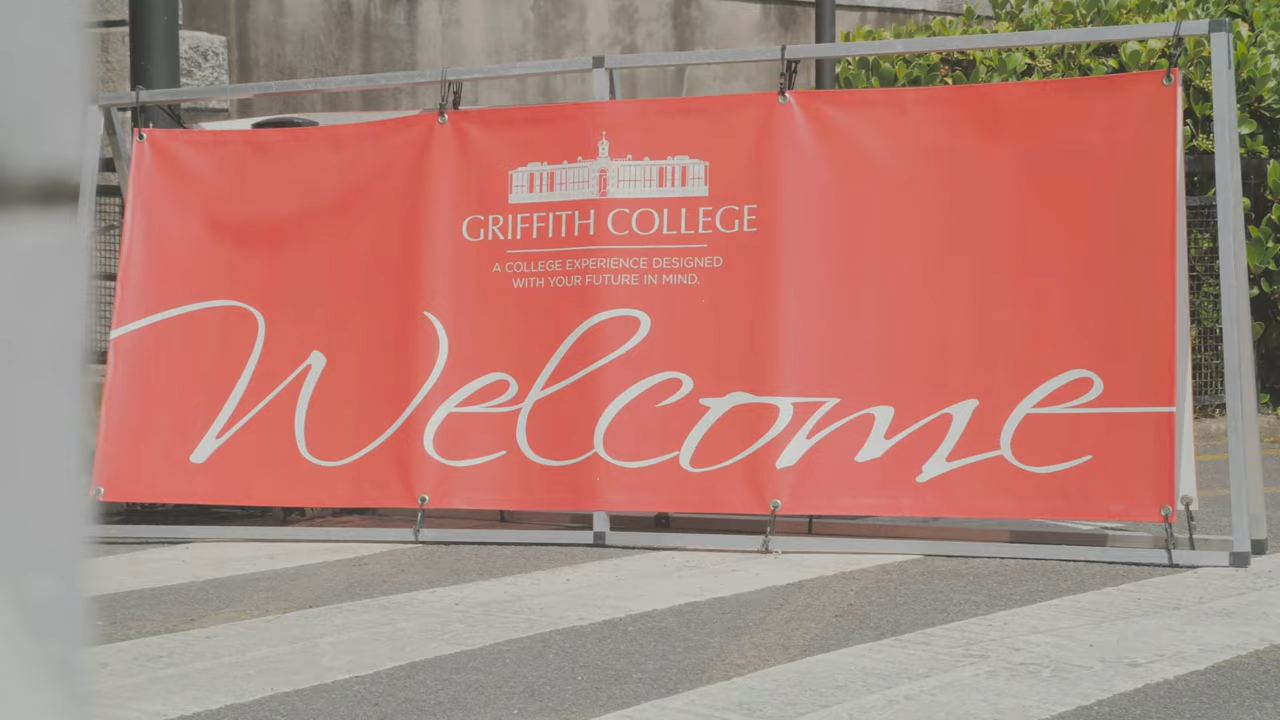 GRIFFITH COLLEGE
A COLLEGE EXPERIENCE DESIGNED
WITH YOUR FUTURE IN MIND.
Welcome